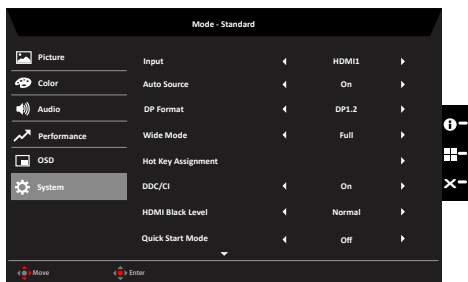 Mode - Standard
Picture
Color
Audio
Performance
OSD
System
Input HDMI1
Auto Source On
DP Format DP1.2
Wide Mode Full
Hot Key Assignment
DDC/CI On
HDMI Black Level Normal
Quick Start Mode Off
Move Enter